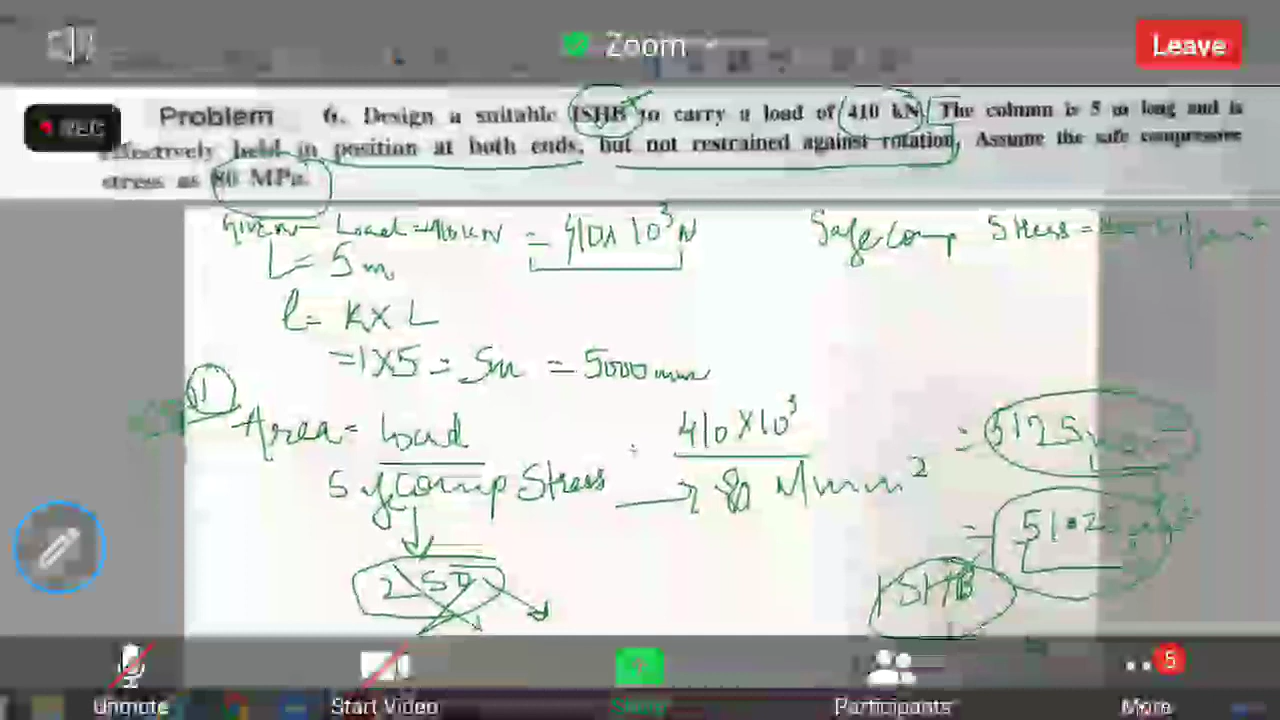 Zoom
Leave
REC
Problem 6. Design a suitable ISHB to carry a load of 410 kN. The column is 5 m long and is
effectively held in position at both ends, but not restrained against rotation, Assume the safe compressive
stress as 80 MPa.
Given Load = 410 kN = 410 x 10³ N Safe comp Stress =
L = 5 m
l = K x L
= 1 x 5 = 5m = 5000 mm
Area = Load 410 x 10³ = 5125
Comp Stress 80 N/mm²
= 51.2
ISHB
Unmute
Start Video
Share
Participants
5
More